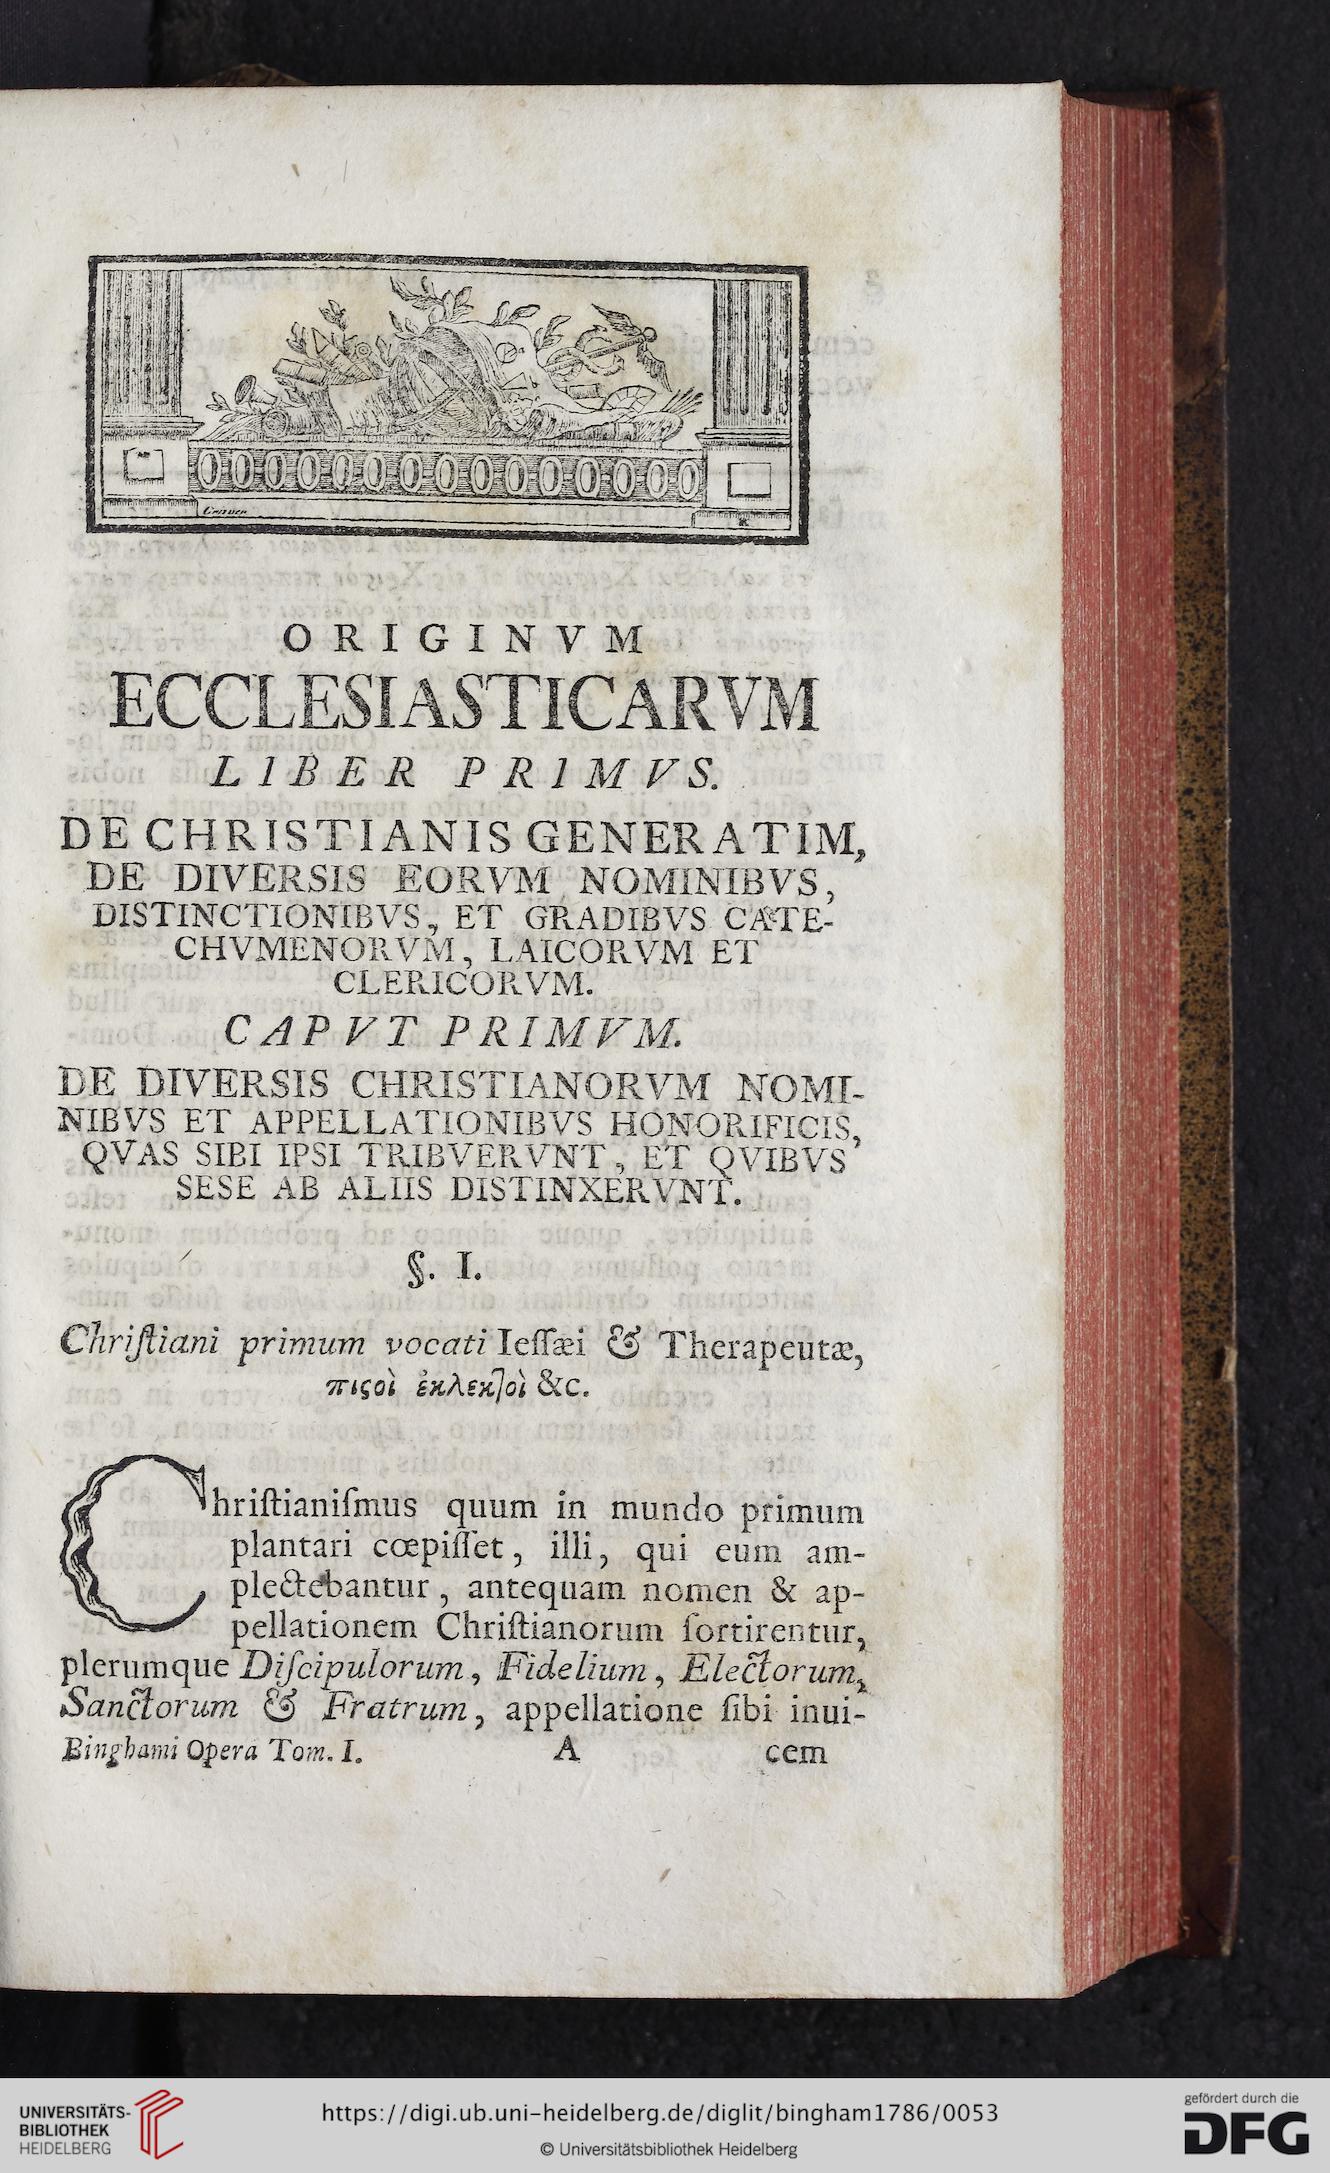 ORIGINVM
ECCLESIASTICARVM
LIBER PRIMVS.
DE CHRISTIANIS GENERATIM,
DE DIVERSIS EORVM NOMINIBVS,
DISTINCTIONIBVS, ET GRADIBVS CATE-
CHVMENORVM, LAICORVM ET
CLERICORVM.
CAPVT PRIMVM.
DE DIVERSIS CHRISTIANORVM NOMI-
NIBVS ET APPELLATIONIBVS HONORIFICIS,
QVAS SIBI IPSI TRIBVERVNT, ET QVIBVS
SESE AB ALIIS DISTINXERVNT.
§. I.
Chriſtiani primum vocati Ieſſæi & Therapeutæ,
πιϛοὶ ἐκλεκτοὶ &c.
Chriſtianiſmus quum in mundo primum
plantari cœpiſſet, illi, qui eum am-
plectebantur, antequam nomen & ap-
pellationem Chriſtianorum ſortirentur,
plerumque Diſcipulorum, Fidelium, Electorum,
Sanctorum & Fratrum, appellatione ſibi inui-
Binghami Opera Tom. I. A cem
UNIVERSITÄTS-
BIBLIOTHEK
HEIDELBERG
https://digi.ub.uni-heidelberg.de/diglit/bingham1786/0053
© Universitätsbibliothek Heidelberg
gefördert durch die
DFG